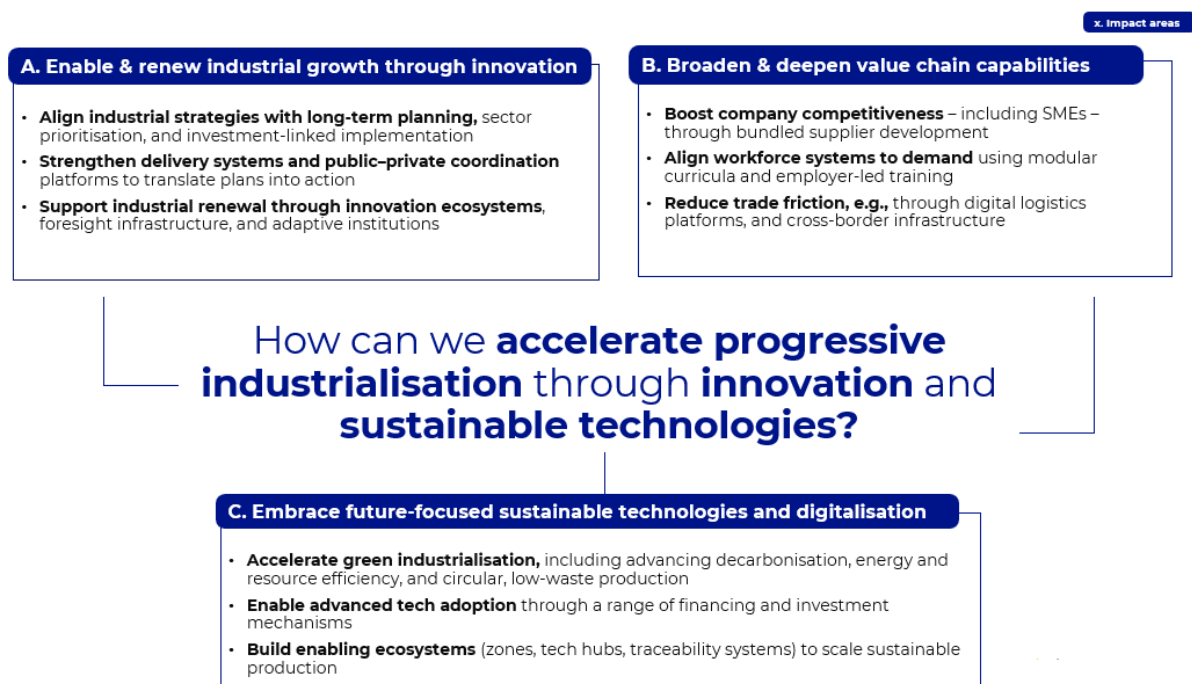 x. Impact areas
A. Enable & renew industrial growth through innovation
• Align industrial strategies with long-term planning, sector
prioritisation, and investment-linked implementation
• Strengthen delivery systems and public–private coordination
platforms to translate plans into action
• Support industrial renewal through innovation ecosystems,
foresight infrastructure, and adaptive institutions
B. Broaden & deepen value chain capabilities
• Boost company competitiveness – including SMEs –
through bundled supplier development
• Align workforce systems to demand using modular
curricula and employer-led training
• Reduce trade friction, e.g., through digital logistics
platforms, and cross-border infrastructure
How can we accelerate progressive
industrialisation through innovation and
sustainable technologies?
C. Embrace future-focused sustainable technologies and digitalisation
• Accelerate green industrialisation, including advancing decarbonisation, energy and
resource efficiency, and circular, low-waste production
• Enable advanced tech adoption through a range of financing and investment
mechanisms
• Build enabling ecosystems (zones, tech hubs, traceability systems) to scale sustainable
production